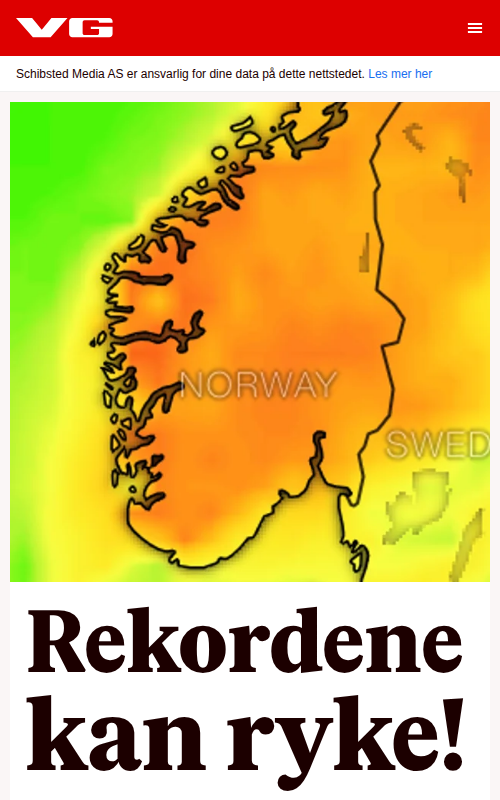 VG
Schibsted Media AS er ansvarlig for dine data på dette nettstedet. Les mer her
NORWAY
SWED
Rekordene
kan ryke!